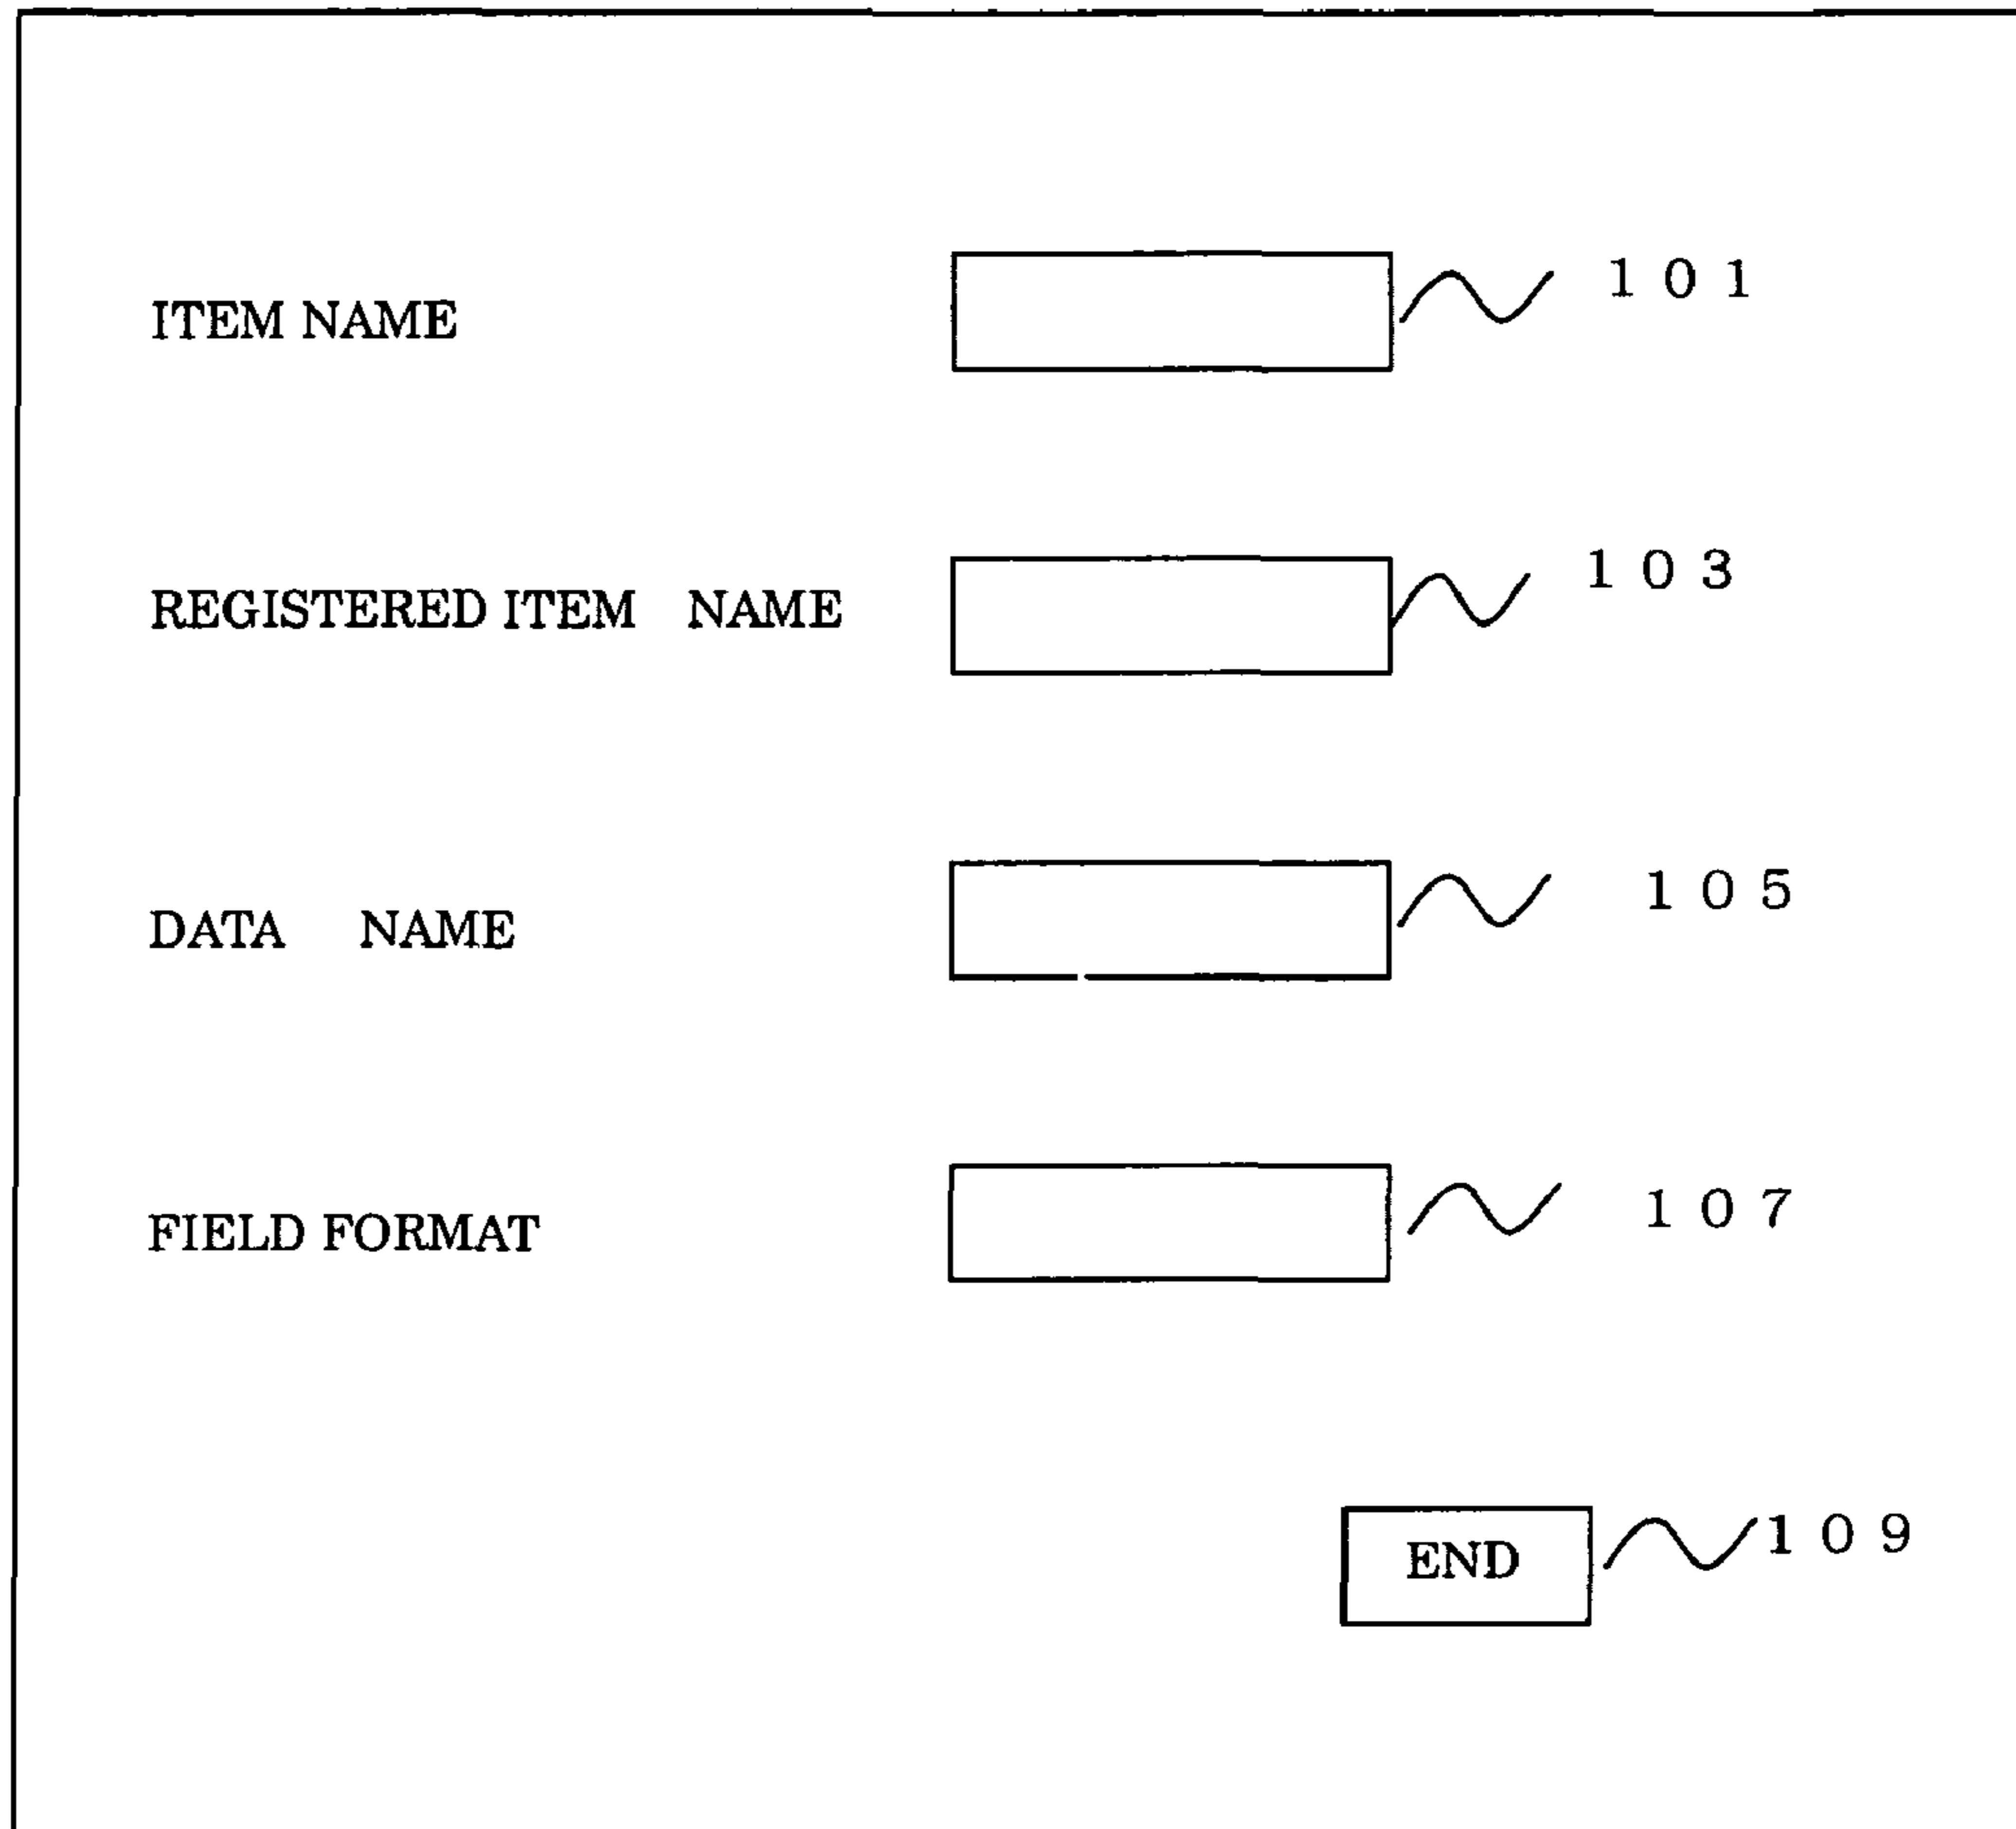 ITEM NAME 101
REGISTERED ITEM NAME 103
DATA NAME 105
FIELD FORMAT 107
END 109